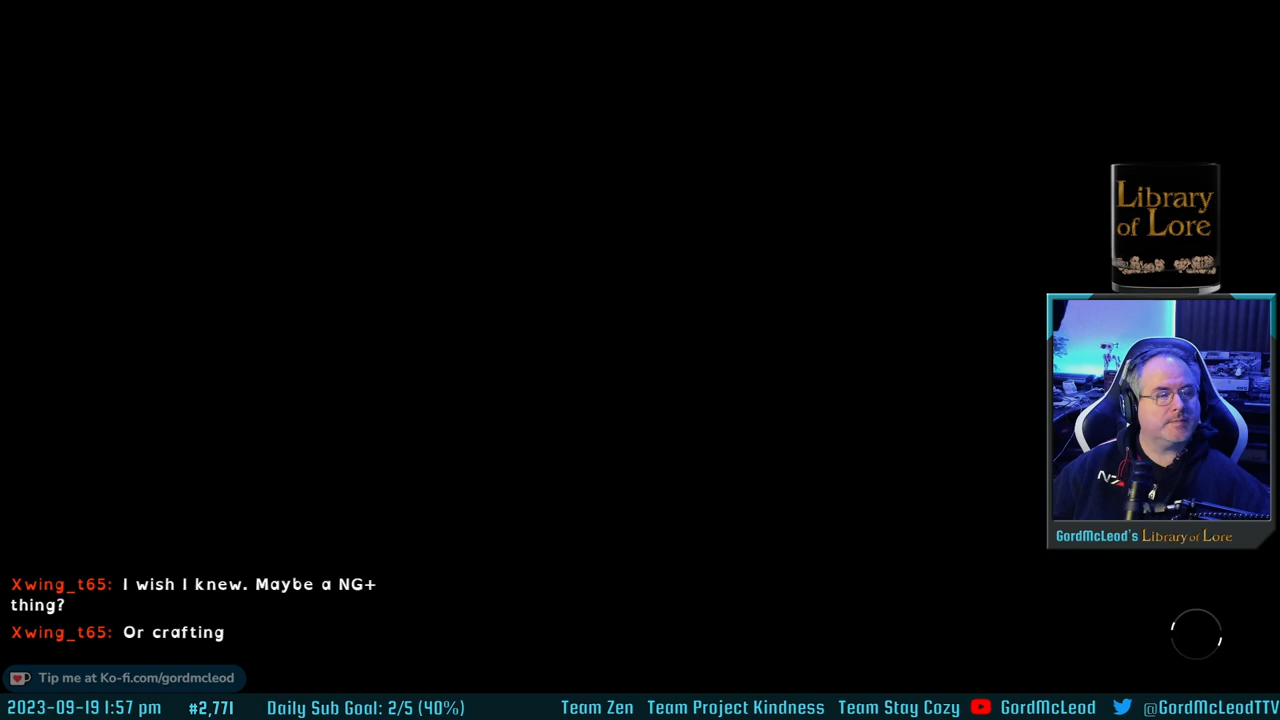 Library
of Lore
N7
GordMcLeod's Library of Lore
Xwing_t65: I wish I knew. Maybe a NG+
thing?
Xwing_t65: Or crafting
Tip me at Ko-fi.com/gordmcleod
2023-09-19 1:57 pm #2,771 Daily Sub Goal: 2/5 (40%) Team Zen Team Project Kindness Team Stay Cozy GordMcLeod @GordMcLeodTTV